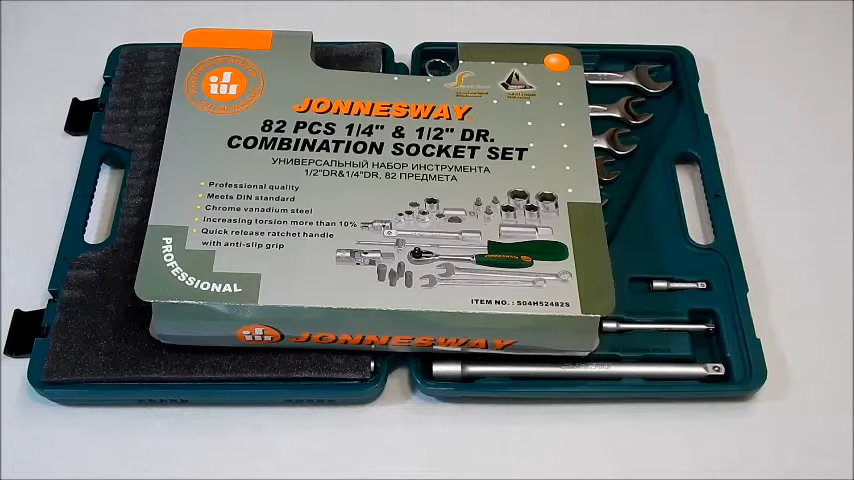 JONNESWAY
82 PCS 1/4" & 1/2" DR.
COMBINATION SOCKET SET
УНИВЕРСАЛЬНЫЙ НАБОР ИНСТРУМЕНТА
1/2"DR&1/4"DR, 82 ПРЕДМЕТА
Professional quality
Meets DIN standard
Chrome vanadium steel
Increasing torsion more than 10%
Quick release ratchet handle
with anti-slip grip
PROFESSIONAL
ITEM NO. : S04H52482S
JONNESWAY